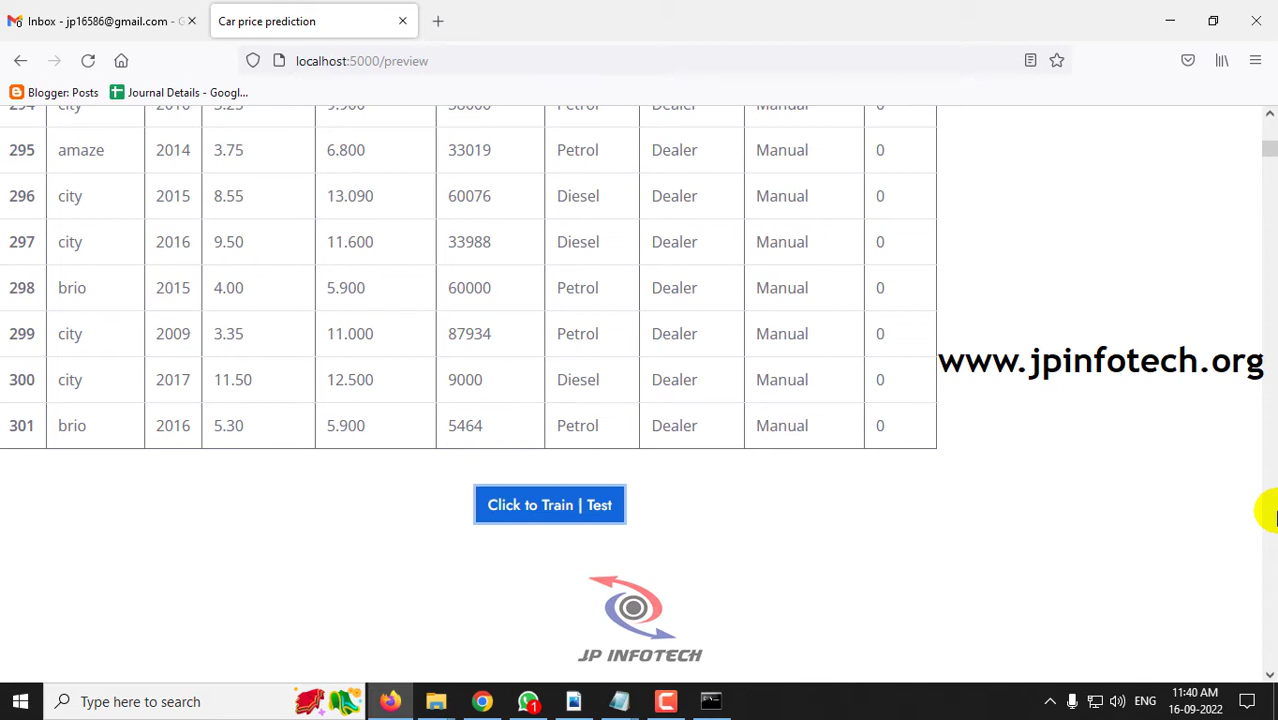 Inbox - jp16586@gmail.com - G
Car price prediction
localhost:5000/preview
Blogger: Posts
Journal Details - Googl...
295 amaze 2014 3.75 6.800 33019 Petrol Dealer Manual 0
296 city 2015 8.55 13.090 60076 Diesel Dealer Manual 0
297 city 2016 9.50 11.600 33988 Diesel Dealer Manual 0
298 brio 2015 4.00 5.900 60000 Petrol Dealer Manual 0
299 city 2009 3.35 11.000 87934 Petrol Dealer Manual 0
300 city 2017 11.50 12.500 9000 Diesel Dealer Manual 0
301 brio 2016 5.30 5.900 5464 Petrol Dealer Manual 0
www.jpinfotech.org
Click to Train | Test
JP INFOTECH
Type here to search
1
ENG
11:40 AM
16-09-2022